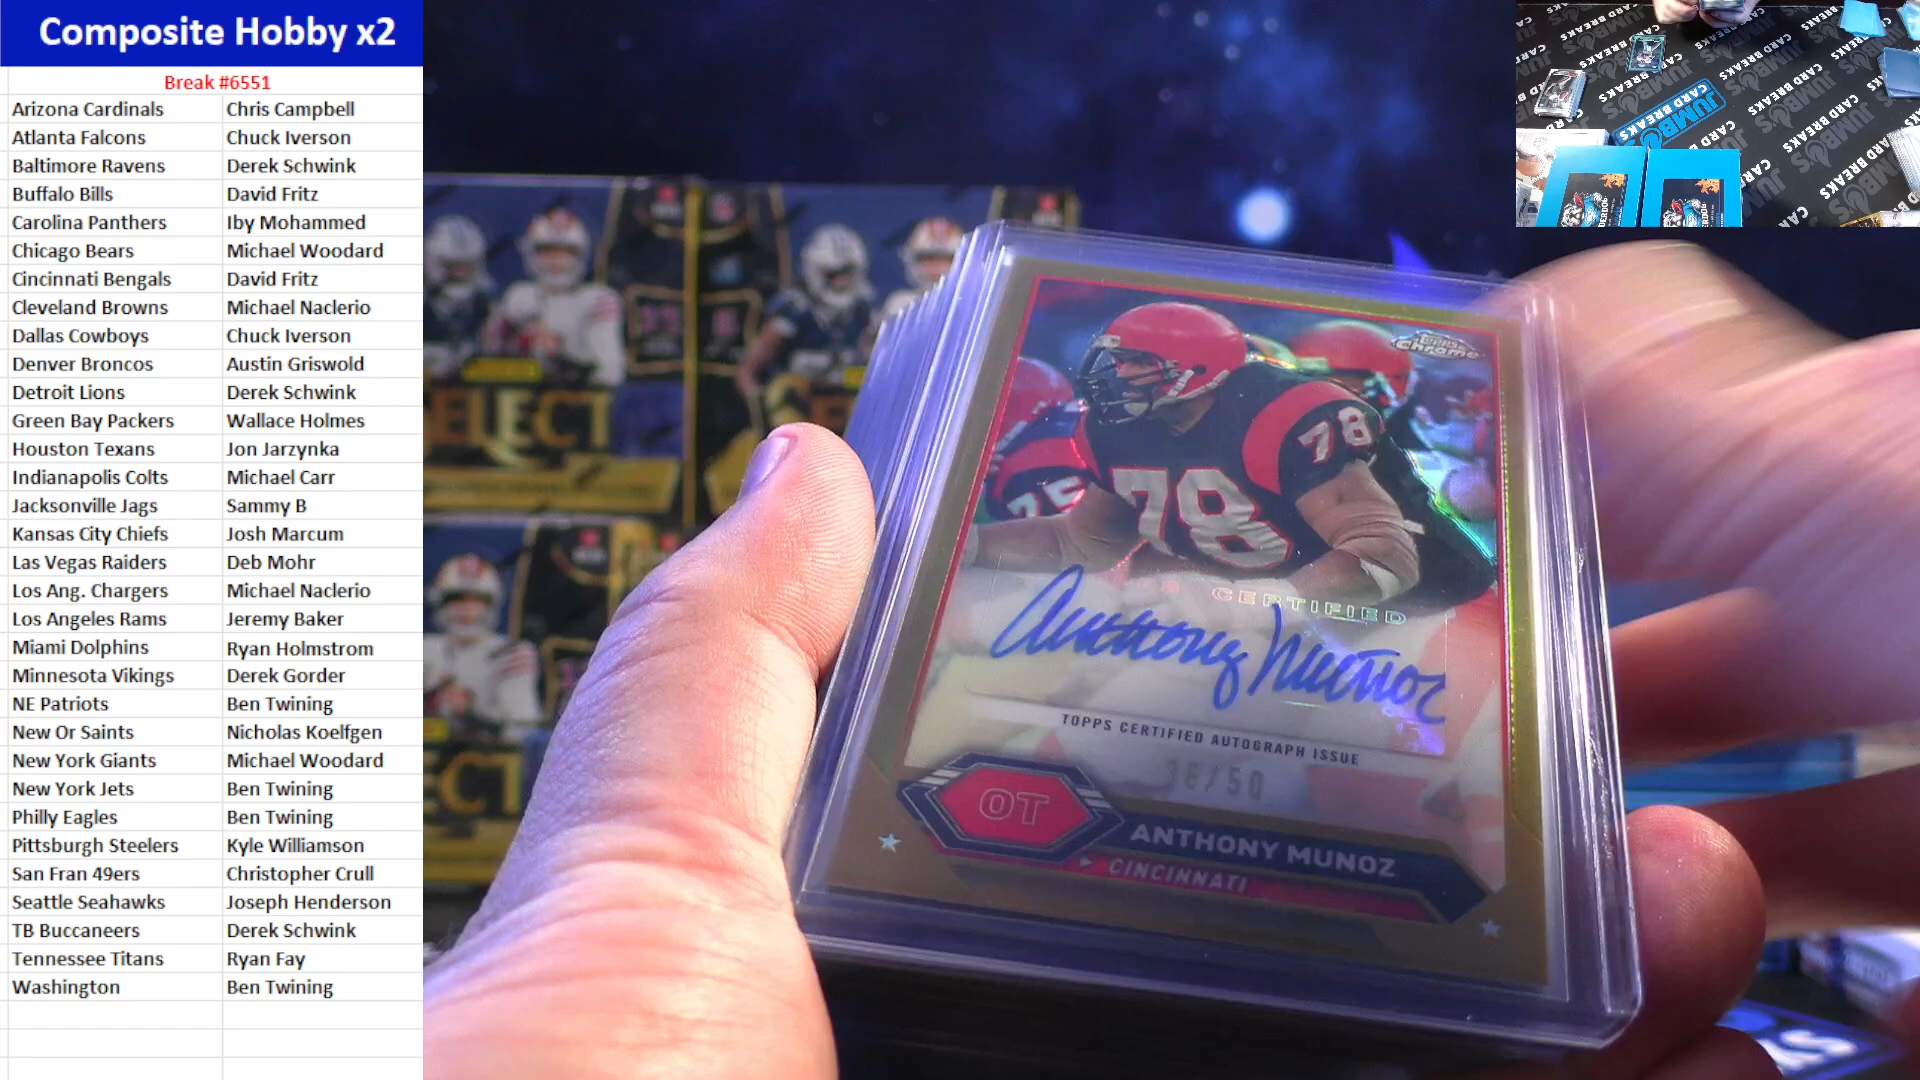 Composite Hobby x2
Break #6551
Arizona Cardinals Chris Campbell
Atlanta Falcons Chuck Iverson
Baltimore Ravens Derek Schwink
Buffalo Bills David Fritz
Carolina Panthers Iby Mohammed
Chicago Bears Michael Woodard
Cincinnati Bengals David Fritz
Cleveland Browns Michael Naclerio
Dallas Cowboys Chuck Iverson
Denver Broncos Austin Griswold
Detroit Lions Derek Schwink
Green Bay Packers Wallace Holmes
Houston Texans Jon Jarzynka
Indianapolis Colts Michael Carr
Jacksonville Jags Sammy B
Kansas City Chiefs Josh Marcum
Las Vegas Raiders Deb Mohr
Los Ang. Chargers Michael Naclerio
Los Angeles Rams Jeremy Baker
Miami Dolphins Ryan Holmstrom
Minnesota Vikings Derek Gorder
NE Patriots Ben Twining
New Or Saints Nicholas Koelfgen
New York Giants Michael Woodard
New York Jets Ben Twining
Philly Eagles Ben Twining
Pittsburgh Steelers Kyle Williamson
San Fran 49ers Christopher Crull
Seattle Seahawks Joseph Henderson
TB Buccaneers Derek Schwink
Tennessee Titans Ryan Fay
Washington Ben Twining
Topps
Chrome
78
78
75
CERTIFIED
Anthony Muñoz
TOPPS CERTIFIED AUTOGRAPH ISSUE
/50
OT
ANTHONY MUNOZ
CINCINNATI
JUMBO'S
CARD BREAKS